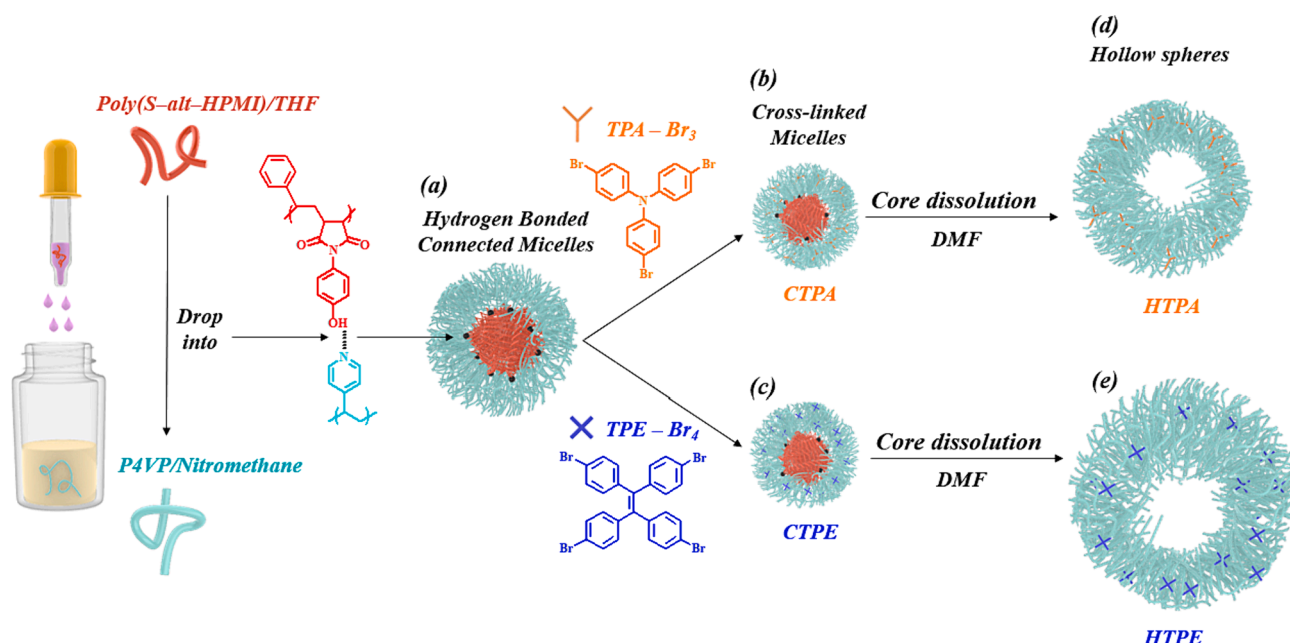 Poly(S–alt–HPMI)/THF
Drop
into
P4VP/Nitromethane
O
O
N
OH
N
(a)
Hydrogen Bonded
Connected Micelles
TPA – Br3
Br
Br
N
Br
TPE – Br4
Br
Br
Br
Br
(b)
Cross-linked
Micelles
CTPA
(c)
CTPE
Core dissolution
DMF
Core dissolution
DMF
(d)
Hollow spheres
HTPA
(e)
HTPE